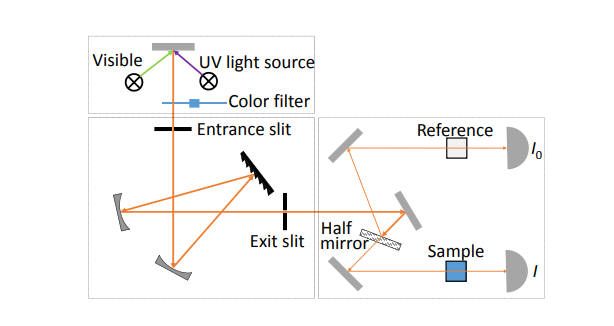 Visible
UV light source
Color filter
Entrance slit
Reference
I0
Half
mirror
Exit slit
Sample
I